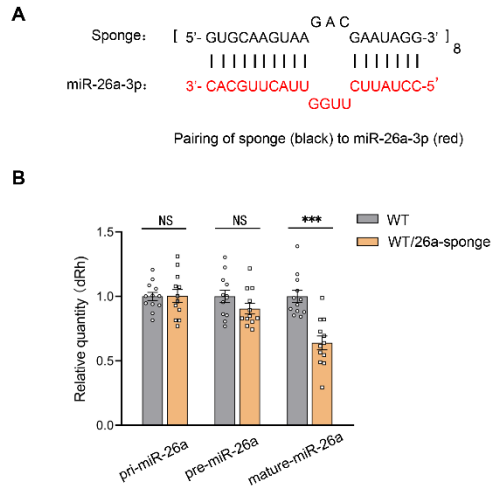 A
G A C
Sponge: [ 5'- GUGCAAGUAA GAAUAGG-3' ] 8
miR-26a-3p: 3'- CACGUUCAUU CUUAUCC-5'
GGUU
Pairing of sponge (black) to miR-26a-3p (red)
B
NS NS ***
WT
WT/26a-sponge
Relative quantity (dRh)
1.5
1.0
0.5
0.0
pri-miR-26a pre-miR-26a mature-miR-26a